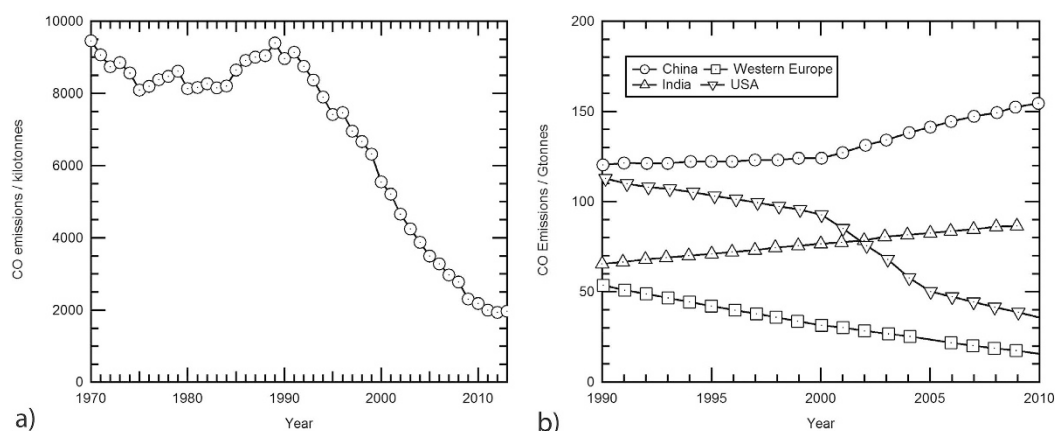 10000
8000
6000
4000
2000
0
CO emissions / kilotonnes
1970 1980 1990 2000 2010
Year
a)
200
150
100
50
0
CO Emissions / Gtonnes
China Western Europe
India USA
1990 1995 2000 2005 2010
Year
b)